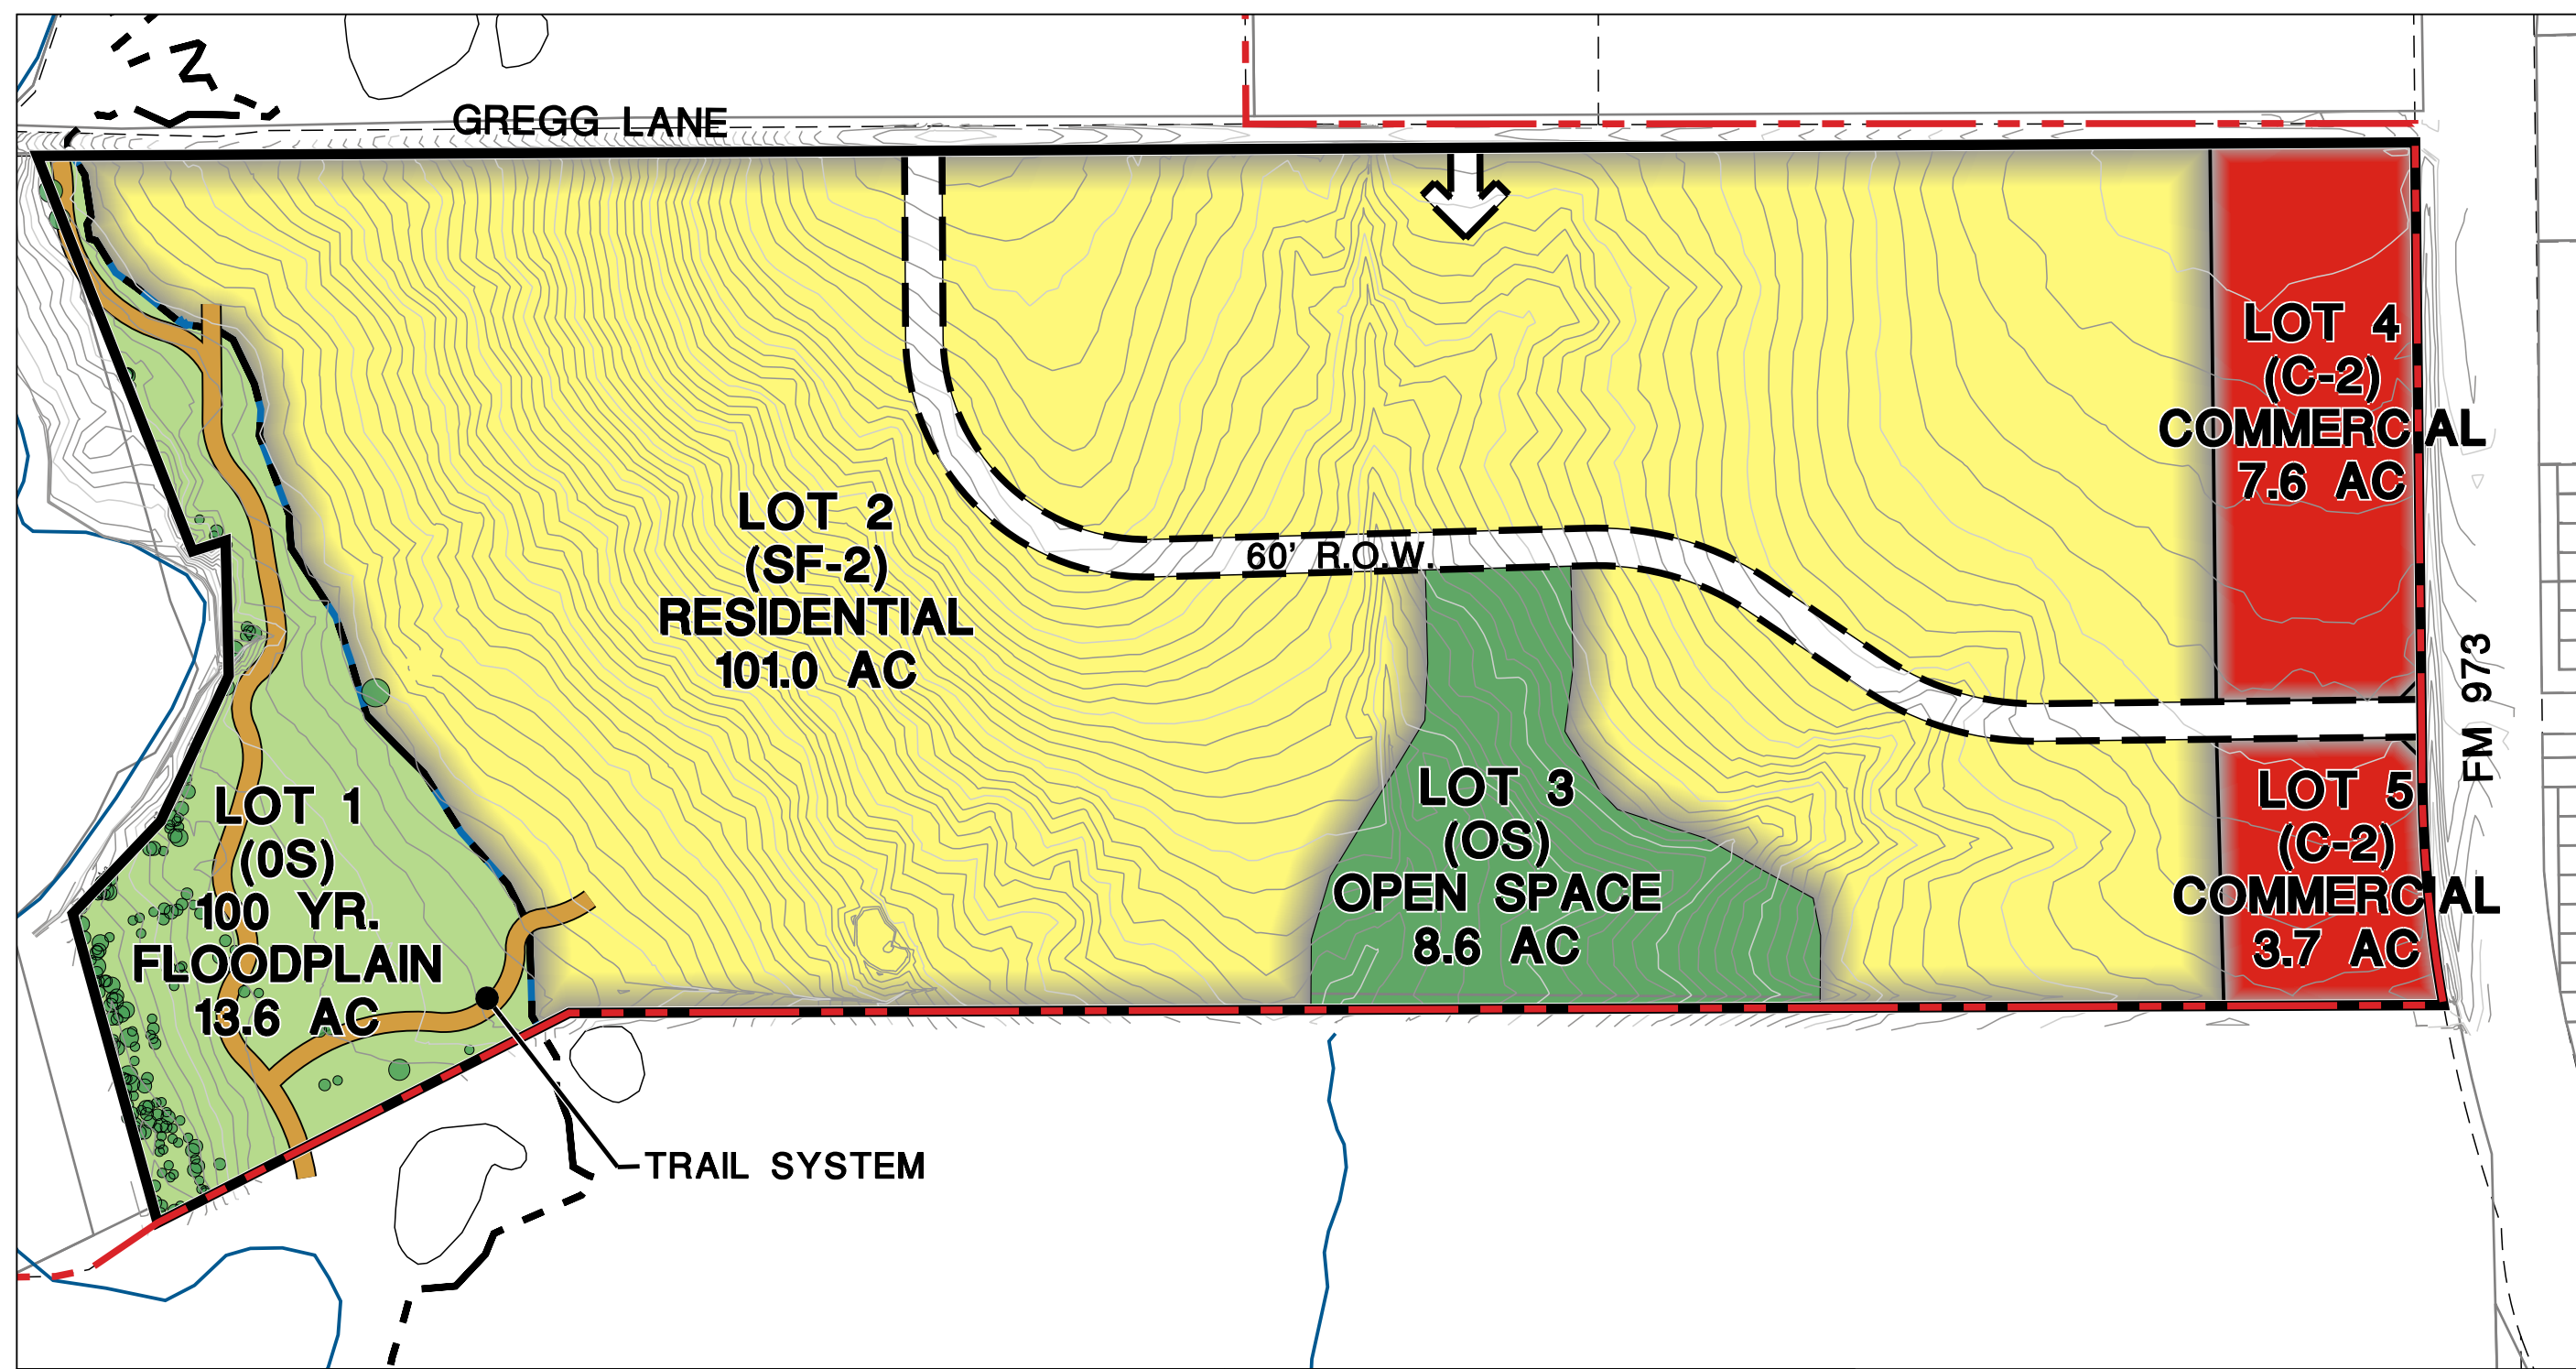 GREGG LANE
LOT 4
(C-2)
COMMERCIAL
7.6 AC
LOT 2
(SF-2)
RESIDENTIAL
101.0 AC
60' R.O.W.
FM 973
LOT 1
(0S)
100 YR.
FLOODPLAIN
13.6 AC
LOT 3
(OS)
OPEN SPACE
8.6 AC
LOT 5
(C-2)
COMMERCIAL
3.7 AC
TRAIL SYSTEM